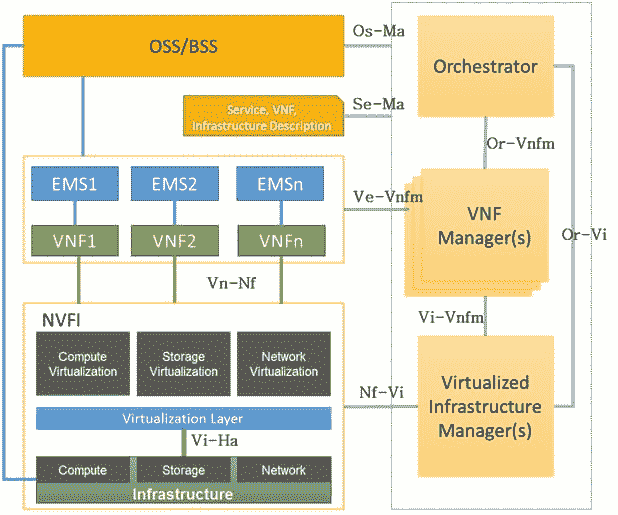 OSS/BSS
Os-Ma
Orchestrator
Service, VNF,
Infrastructure Description
Se-Ma
Or-Vnfm
EMS1
EMS2
EMSn
Ve-Vnfm
VNF
Manager(s)
VNF1
VNF2
VNFn
Or-Vi
Vn-Nf
Vi-Vnfm
NVFI
Compute
Virtualization
Storage
Virtualization
Network
Virtualization
Nf-Vi
Virtualized
Infrastructure
Manager(s)
Virtualization Layer
Vi-Ha
Compute
Storage
Network
Infrastructure